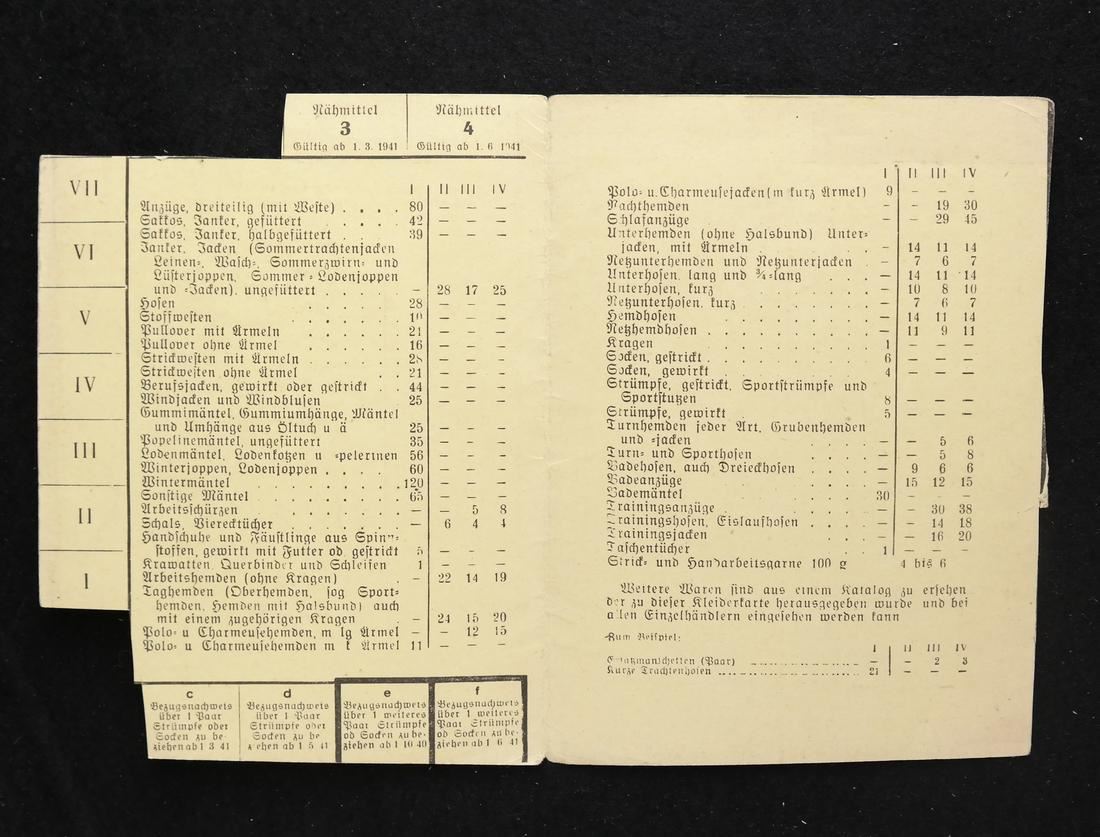 Nähmittel
3
Gültig ab 1. 3. 1941
Nähmittel
4
Gültig ab 1. 6 1941
VII
VI
V
IV
III
II
I
I II III IV
Anzüge, dreiteilig (mit Weste) . . . . 80 — — —
Sakkos, Janker, gefüttert . . . . 42 — — —
Sakkos, Janker, halbgefüttert . . . 39 — — —
Janker, Jacken (Sommertrachtenjacken
Leinen-, Wasch-, Sommerzwirn- und
Lüsterjoppen, Sommer-Lodenjoppen
und -Jacken), ungefüttert . . . . . — 28 17 25
Hosen . . . . . 28 — — —
Stoffwesten . . . . . — — —
Pullover mit Ärmeln . . . . . 21 — — —
Pullover ohne Ärmel . . . . . 16 — — —
Strickwesten mit Ärmeln . . . . . 28 — — —
Strickwesten ohne Ärmel . . . . 21 — — —
Berufsjacken, gewirkt oder gestrickt . . 44 — — —
Windjacken und Windblusen . . . 25 — — —
Gummimäntel, Gummiumhänge, Mäntel
und Umhänge aus Öltuch u ä 25 — — —
Popelinemäntel, ungefüttert . . . 35 — — —
Lodenmäntel, Lodenkotzen u -pelerinen 56 — — —
Winterjoppen, Lodenjoppen . . . . 60 — — —
Wintermäntel . . . . . . . . 120 — — —
Sonstige Mäntel . . . . . . . 65 — — —
Arbeitsschürzen . . . . . — — 5 8
Schals, Vierecktücher . . . . . — 6 4 4
Handschuhe und Fäustlinge aus Spinn-
stoffen, gewirkt mit Futter od. gestrickt 5 — — —
Krawatten, Querbinder und Schleifen 1 — — —
Arbeitshemden (ohne Kragen) . . . — 22 14 19
Taghemden (Oberhemden, sog Sport-
hemden, Hemden mit Halsbund) auch
mit einem zugehörigen Kragen . . — 24 15 20
Polo- u Charmeusehemden, m lg Ärmel — — 12 15
Polo- u Charmeusehemden m k Ärmel 11 — — —
c
Bezugsnachweis
über 1 Paar
Strümpfe oder
Socken zu be-
ziehen ab 1 3 41
d
Bezugsnachweis
über 1 Paar
Strümpfe oder
Socken zu be
ziehen ab 1 5 41
e
Bezugsnachweis
über 1 weiteres
Paar Strümpfe
od Socken zu be-
ziehen ab 1 10 40
f
Bezugsnachweis
über 1 weiteres
Paar Strümpfe
od Socken zu be-
ziehen ab 1 6 41
I II III IV
Polo- u. Charmeusejacken (m kurz Ärmel) 9 — — —
Nachthemden . . . . . — — 19 30
Schlafanzüge . . . . . — — 29 45
Unterhemden (ohne Halsbund) Unter-
jacken, mit Ärmeln . . . . — 14 11 14
Netzunterhemden und Netzunterjacken . — 7 6 7
Unterhosen, lang und ¾-lang . . . — 14 11 14
Unterhosen, kurz . . . . . — 10 8 10
Netzunterhosen, kurz . . . . . — 7 6 7
Hemdhosen . . . . . — 14 11 14
Netzhemdhosen . . . . . . . . — 11 9 11
Kragen . . . . . 1 — — —
Socken, gestrickt . . . . . 6 — — —
Socken, gewirkt . . . . . 4 — — —
Strümpfe, gestrickt, Sportstrümpfe und
Sportstutzen . . . . . 8 — — —
Strümpfe, gewirkt . . . . . 5 — — —
Turnhemden jeder Art, Grubenhemden
und -jacken . . . . . — — 5 6
Turn- und Sporthosen . . . . — — 5 8
Badehosen, auch Dreieckhosen . . . . — 9 6 6
Badeanzüge . . . . . — 15 12 15
Bademäntel . . . . . 30 — — —
Trainingsanzüge . . . . . — — 30 38
Trainingshosen, Eislaufhosen . . . . — — 14 18
Trainingsjacken . . . . — — 16 20
Taschentücher . . 1 — — —
Strick- und Handarbeitsgarne 100 g 4 bis 6
Weitere Waren sind aus einem Katalog zu ersehen
der zu dieser Kleiderkarte herausgegeben wurde und bei
allen Einzelhändlern eingesehen werden kann
Zum Beispiel:
I II III IV
Ersatzmanschetten (Paar) ........ — — 2 3
Kurze Trachtenhosen ........ 21 — — —